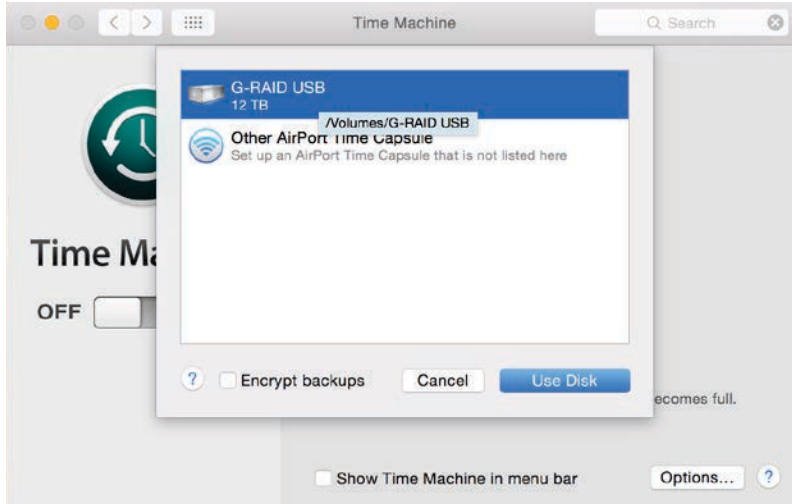 Time Machine
Search
G-RAID USB
12 TB
/Volumes/G-RAID USB
Other AirPort Time Capsule
Set up an AirPort Time Capsule that is not listed here
Time Ma
OFF
? Encrypt backups Cancel Use Disk
ecomes full.
Show Time Machine in menu bar Options... ?